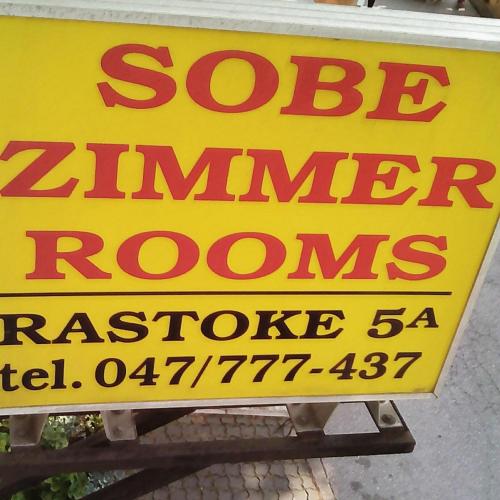 SOBE
ZIMMER
ROOMS
RASTOKE 5A
tel. 047/777-437